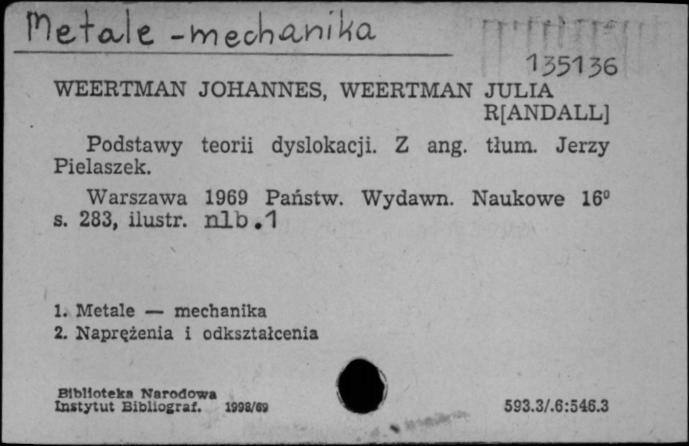 Metale - mechanika
135136
WEERTMAN JOHANNES, WEERTMAN JULIA
R[ANDALL]
Podstawy teorii dyslokacji. Z ang. tłum. Jerzy
Pielaszek.
Warszawa 1969 Państw. Wydawn. Naukowe 16º
s. 283, ilustr. nlb.1
1. Metale — mechanika
2. Naprężenia i odkształcenia
Biblioteka Narodowa
Instytut Bibliograf. 1998/69
593.3/.6:546.3